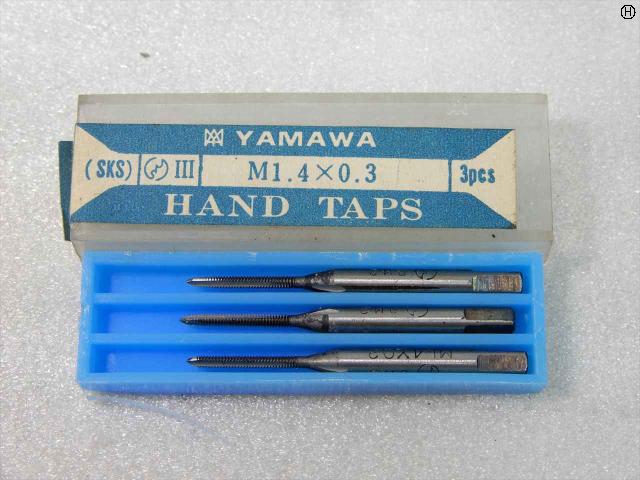 H
YAMAWA
(SKS) III M1.4×0.3 3pcs
HAND TAPS